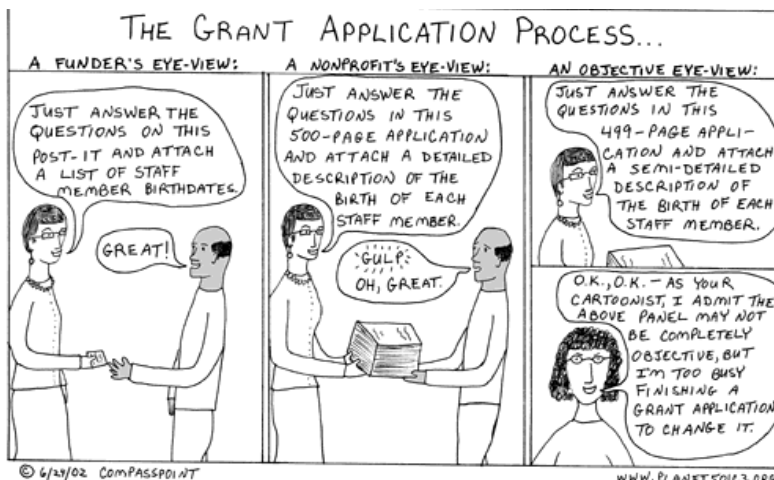 THE GRANT APPLICATION PROCESS...
A FUNDER'S EYE-VIEW:
JUST ANSWER THE
QUESTIONS ON THIS
POST-IT AND ATTACH
A LIST OF STAFF
MEMBER BIRTHDATES.
GREAT!
A NONPROFIT'S EYE-VIEW:
JUST ANSWER THE
QUESTIONS IN THIS
500-PAGE APPLICATION
AND ATTACH A DETAILED
DESCRIPTION OF THE
BIRTH OF EACH
STAFF MEMBER.
GULP
OH, GREAT.
AN OBJECTIVE EYE-VIEW:
JUST ANSWER THE
QUESTIONS IN THIS
499-PAGE APPLI-
CATION AND ATTACH
A SEMI-DETAILED
DESCRIPTION OF
THE BIRTH OF EACH
STAFF MEMBER.
O.K., O.K. – AS YOUR
CARTOONIST, I ADMIT THE
ABOVE PANEL MAY NOT
BE COMPLETELY
OBJECTIVE, BUT
I'M TOO BUSY
FINISHING A
GRANT APPLICATION
TO CHANGE IT.
© 6/24/02 COMPASSPOINT
WWW.PLANET501C3.ORG